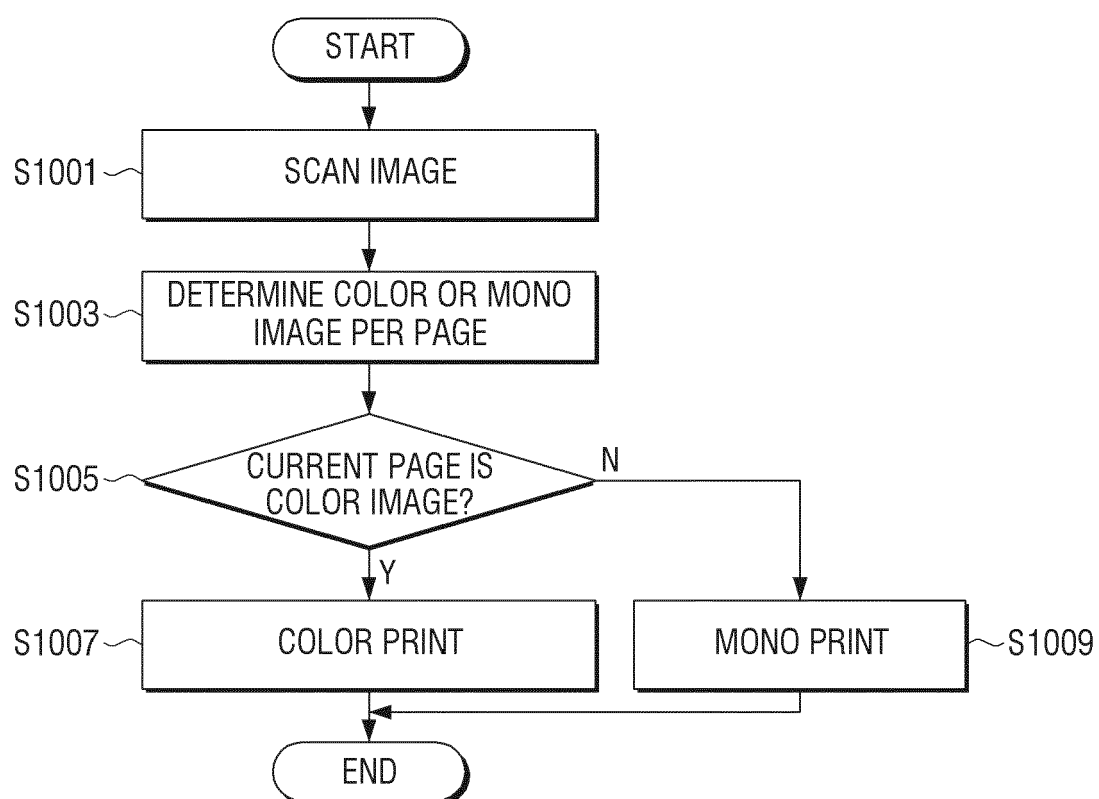 START
S1001
SCAN IMAGE
S1003
DETERMINE COLOR OR MONO
IMAGE PER PAGE
S1005
CURRENT PAGE IS
COLOR IMAGE?
N
Y
S1007
COLOR PRINT
MONO PRINT
S1009
END